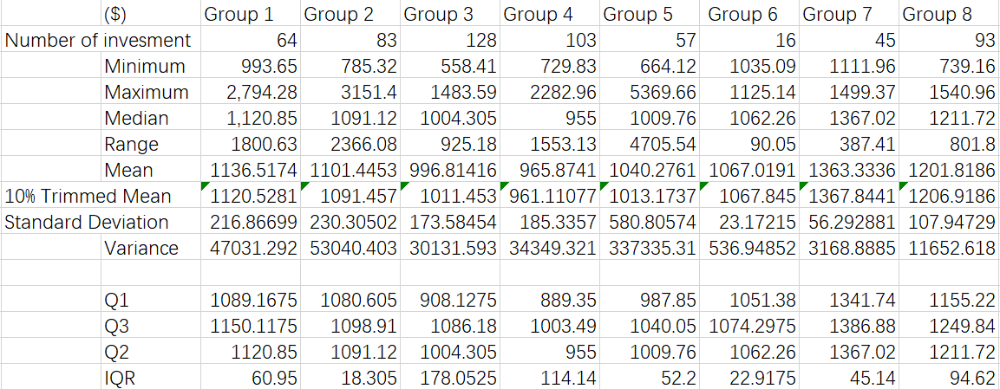 ($) Group 1 Group 2 Group 3 Group 4 Group 5 Group 6 Group 7 Group 8
Number of invesment 64 83 128 103 57 16 45 93
Minimum 993.65 785.32 558.41 729.83 664.12 1035.09 1111.96 739.16
Maximum 2,794.28 3151.4 1483.59 2282.96 5369.66 1125.14 1499.37 1540.96
Median 1,120.85 1091.12 1004.305 955 1009.76 1062.26 1367.02 1211.72
Range 1800.63 2366.08 925.18 1553.13 4705.54 90.05 387.41 801.8
Mean 1136.5174 1101.4453 996.81416 965.8741 1040.2761 1067.0191 1363.3336 1201.8186
10% Trimmed Mean 1120.5281 1091.457 1011.453 961.11077 1013.1737 1067.845 1367.8441 1206.9186
Standard Deviation 216.86699 230.30502 173.58454 185.3357 580.80574 23.17215 56.292881 107.94729
Variance 47031.292 53040.403 30131.593 34349.321 337335.31 536.94852 3168.8885 11652.618
Q1 1089.1675 1080.605 908.1275 889.35 987.85 1051.38 1341.74 1155.22
Q3 1150.1175 1098.91 1086.18 1003.49 1040.05 1074.2975 1386.88 1249.84
Q2 1120.85 1091.12 1004.305 955 1009.76 1062.26 1367.02 1211.72
IQR 60.95 18.305 178.0525 114.14 52.2 22.9175 45.14 94.62